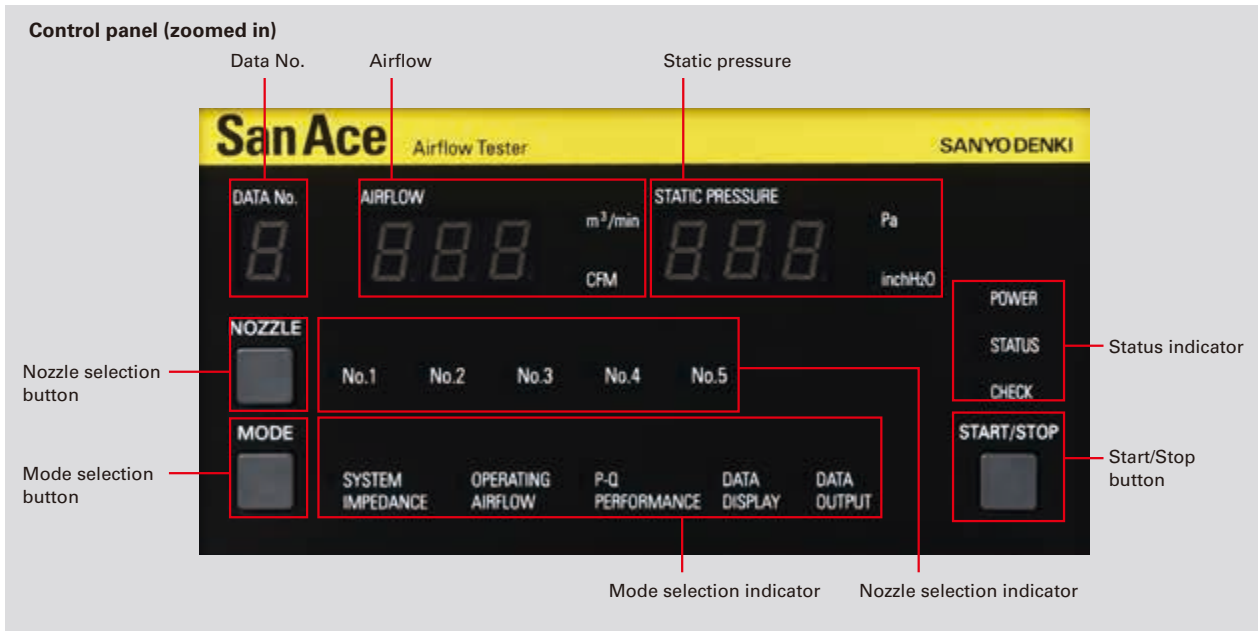 Control panel (zoomed in)
Data No.
Airflow
Static pressure
San Ace Airflow Tester
SANYO DENKI
DATA No.
AIRFLOW
m³/min
CFM
STATIC PRESSURE
Pa
inchH₂O
POWER
STATUS
CHECK
Status indicator
NOZZLE
No.1 No.2 No.3 No.4 No.5
Nozzle selection
button
MODE
SYSTEM
IMPEDANCE
OPERATING
AIRFLOW
P-Q
PERFORMANCE
DATA
DISPLAY
DATA
OUTPUT
Mode selection
button
START/STOP
Start/Stop
button
Mode selection indicator
Nozzle selection indicator